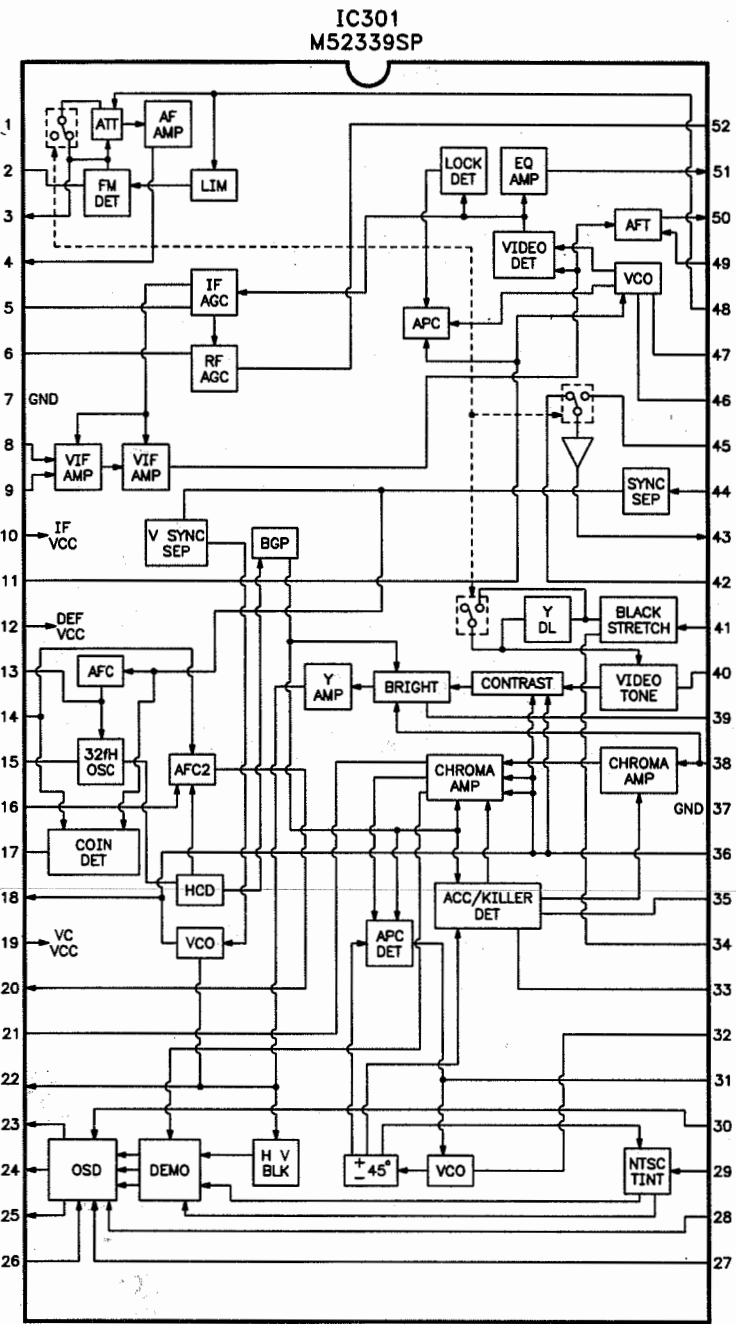 IC301
M52339SP
1
2
3
4
5
6
7
8
9
10
11
12
13
14
15
16
17
18
19
20
21
22
23
24
25
26
52
51
50
49
48
47
46
45
44
43
42
41
40
39
38
37
36
35
34
33
32
31
30
29
28
27
ATT
AF
AMP
FM
DET
LIM
LOCK
DET
EQ
AMP
VIDEO
DET
AFT
VCO
IF
AGC
RF
AGC
APC
GND
VIF
AMP
VIF
AMP
SYNC
SEP
IF
VCC
V SYNC
SEP
BGP
DEF
VCC
Y
DL
BLACK
STRETCH
AFC
Y
AMP
BRIGHT
CONTRAST
VIDEO
TONE
32fH
OSC
AFC2
CHROMA
AMP
CHROMA
AMP
GND
COIN
DET
HCD
ACC/KILLER
DET
VC
VCC
VCO
APC
DET
OSD
DEMO
H V
BLK
+
− 45°
VCO
NTSC
TINT